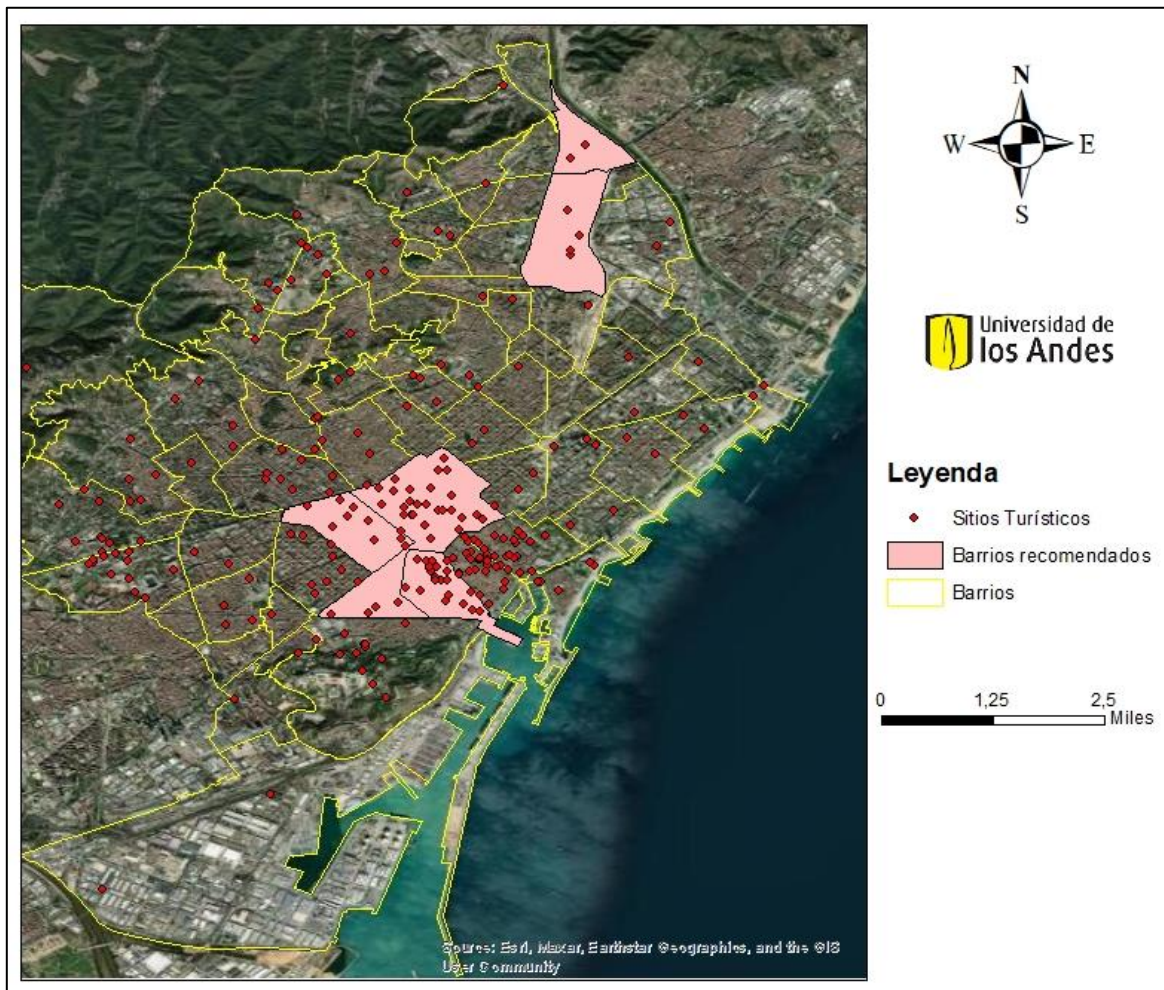 N
W E
S
Universidad de
los Andes
Leyenda
Sitios Turísticos
Barrios recomendados
Barrios
0 1,25 2,5
Miles
Source: Esri, Maxar, Earthstar Geographics, and the GIS
User Community